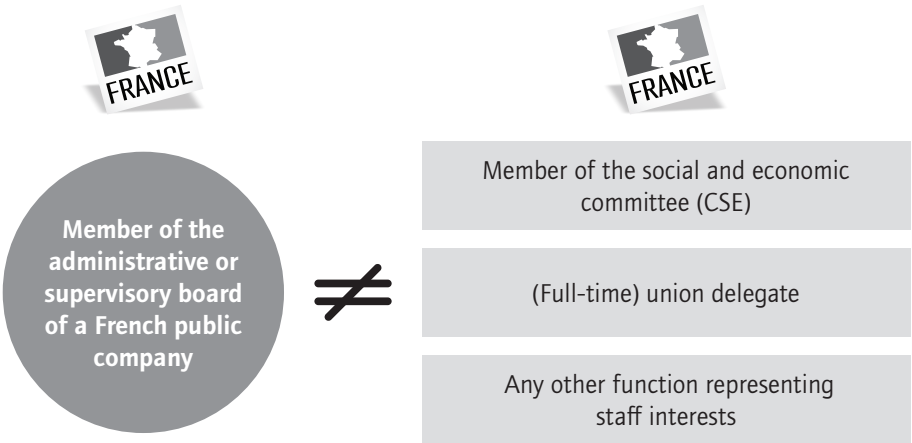 FRANCE
FRANCE
Member of the
administrative or
supervisory board
of a French public
company
≠
Member of the social and economic
committee (CSE)
(Full-time) union delegate
Any other function representing
staff interests